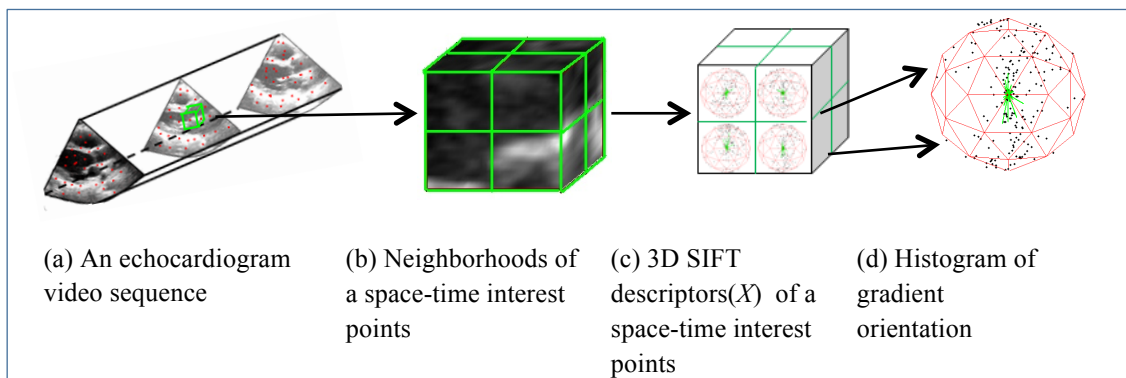 (a) An echocardiogram
video sequence
(b) Neighborhoods of
a space-time interest
points
(c) 3D SIFT
descriptors(X) of a
space-time interest
points
(d) Histogram of
gradient
orientation